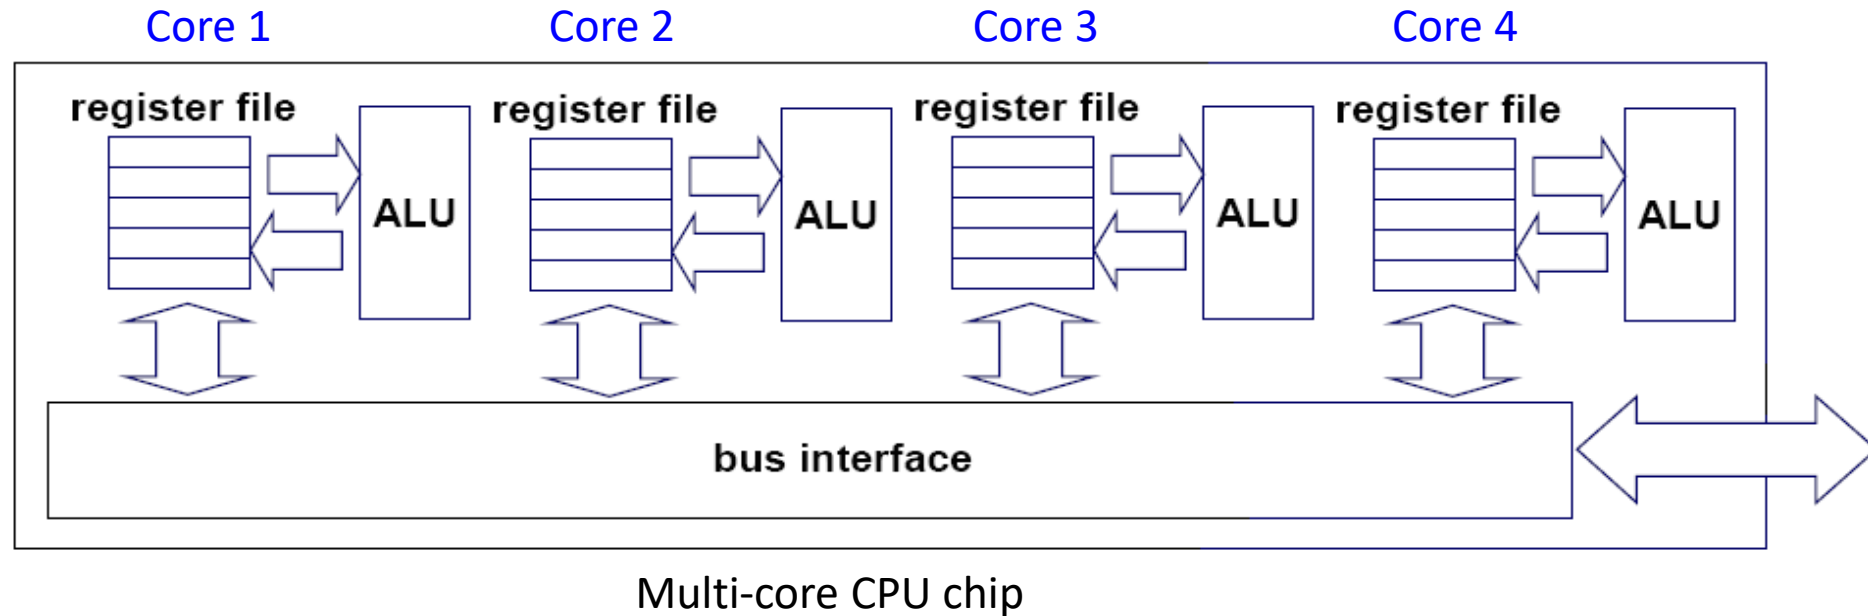 Core 1 Core 2 Core 3 Core 4
register file register file register file register file
ALU ALU ALU ALU
bus interface
Multi-core CPU chip